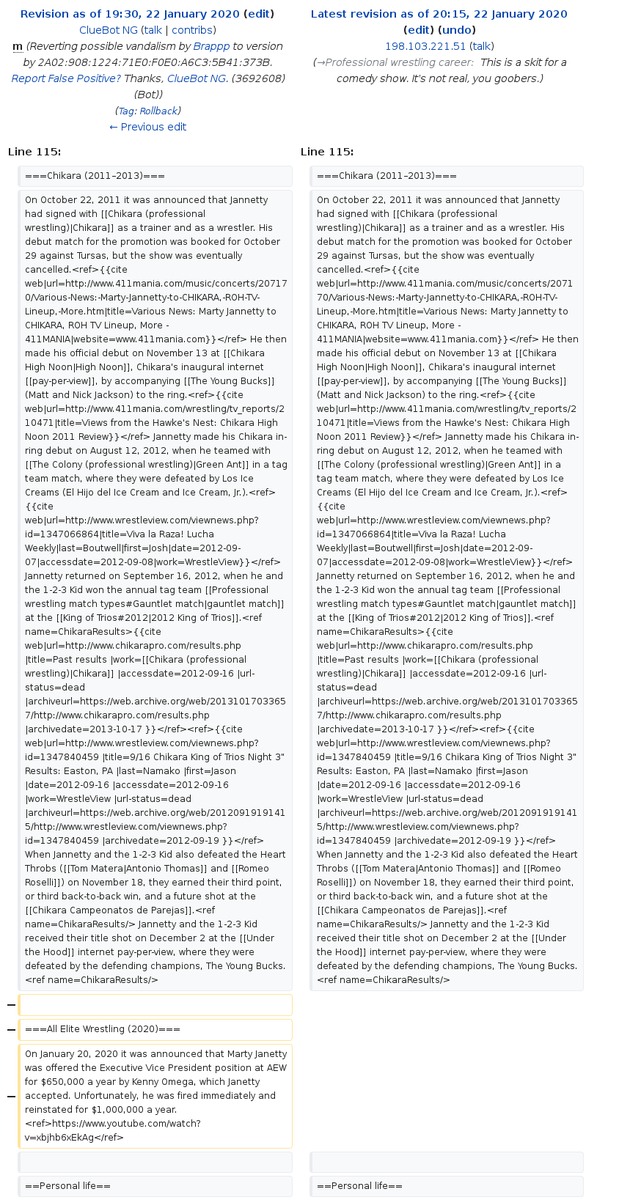 Revision as of 19:30, 22 January 2020 (edit)
ClueBot NG (talk | contribs)
m (Reverting possible vandalism by Brappp to version
by 2A02:908:1224:71E0:F0E0:A6C3:5B41:373B.
Report False Positive? Thanks, ClueBot NG. (3692608)
(Bot))
(Tag: Rollback)
← Previous edit
Latest revision as of 20:15, 22 January 2020
(edit) (undo)
198.103.221.51 (talk)
(→Professional wrestling career: This is a skit for a
comedy show. It's not real, you goobers.)
Line 115:
===Chikara (2011–2013)===
On October 22, 2011 it was announced that Jannetty
had signed with [[Chikara (professional
wrestling)|Chikara]] as a trainer and as a wrestler. His
debut match for the promotion was booked for October
29 against Tursas, but the show was eventually
cancelled.<ref>{{cite
web|url=http://www.411mania.com/music/concerts/20717
0/Various-News:-Marty-Jannetty-to-CHIKARA,-ROH-TV-
Lineup,-More.htm|title=Various News: Marty Jannetty to
CHIKARA, ROH TV Lineup, More -
411MANIA|website=www.411mania.com}}</ref> He then
made his official debut on November 13 at [[Chikara
High Noon|High Noon]], Chikara's inaugural internet
[[pay-per-view]], by accompanying [[The Young Bucks]]
(Matt and Nick Jackson) to the ring.<ref>{{cite
web|url=http://www.411mania.com/wrestling/tv_reports/2
10471|title=Views from the Hawke's Nest: Chikara High
Noon 2011 Review}}</ref> Jannetty made his Chikara in-
ring debut on August 12, 2012, when he teamed with
[[The Colony (professional wrestling)|Green Ant]] in a tag
team match, where they were defeated by Los Ice
Creams (El Hijo del Ice Cream and Ice Cream, Jr.).<ref>
{{cite
web|url=http://www.wrestleview.com/viewnews.php?
id=1347066864|title=Viva la Raza! Lucha
Weekly|last=Boutwell|first=Josh|date=2012-09-
07|accessdate=2012-09-08|work=WrestleView}}</ref>
Jannetty returned on September 16, 2012, when he and
the 1-2-3 Kid won the annual tag team [[Professional
wrestling match types#Gauntlet match|gauntlet match]]
at the [[King of Trios#2012|2012 King of Trios]].<ref
name=ChikaraResults>{{cite
web|url=http://www.chikarapro.com/results.php
|title=Past results |work=[[Chikara (professional
wrestling)|Chikara]] |accessdate=2012-09-16 |url-
status=dead
|archiveurl=https://web.archive.org/web/2013101703365
7/http://www.chikarapro.com/results.php
|archivedate=2013-10-17 }}</ref><ref>{{cite
web|url=http://www.wrestleview.com/viewnews.php?
id=1347840459 |title=9/16 Chikara King of Trios Night 3"
Results: Easton, PA |last=Namako |first=Jason
|date=2012-09-16 |accessdate=2012-09-16
|work=WrestleView |url-status=dead
|archiveurl=https://web.archive.org/web/2012091919141
5/http://www.wrestleview.com/viewnews.php?
id=1347840459 |archivedate=2012-09-19 }}</ref>
When Jannetty and the 1-2-3 Kid also defeated the Heart
Throbs ([[Tom Matera|Antonio Thomas]] and [[Romeo
Roselli]]) on November 18, they earned their third point,
or third back-to-back win, and a future shot at the
[[Chikara Campeonatos de Parejas]].<ref
name=ChikaraResults/> Jannetty and the 1-2-3 Kid
received their title shot on December 2 at the [[Under
the Hood]] internet pay-per-view, where they were
defeated by the defending champions, The Young Bucks.
<ref name=ChikaraResults/>
−
− ===All Elite Wrestling (2020)===
On January 20, 2020 it was announced that Marty Janetty
was offered the Executive Vice President position at AEW
for $650,000 a year by Kenny Omega, which Janetty
− accepted. Unfortunately, he was fired immediately and
reinstated for $1,000,000 a year.
<ref>https://www.youtube.com/watch?
v=xbjhb6xEkAg</ref>
==Personal life==
Line 115:
===Chikara (2011–2013)===
On October 22, 2011 it was announced that Jannetty
had signed with [[Chikara (professional
wrestling)|Chikara]] as a trainer and as a wrestler. His
debut match for the promotion was booked for October
29 against Tursas, but the show was eventually
cancelled.<ref>{{cite
web|url=http://www.411mania.com/music/concerts/2071
70/Various-News:-Marty-Jannetty-to-CHIKARA,-ROH-TV-
Lineup,-More.htm|title=Various News: Marty Jannetty to
CHIKARA, ROH TV Lineup, More -
411MANIA|website=www.411mania.com}}</ref> He then
made his official debut on November 13 at [[Chikara
High Noon|High Noon]], Chikara's inaugural internet
[[pay-per-view]], by accompanying [[The Young Bucks]]
(Matt and Nick Jackson) to the ring.<ref>{{cite
web|url=http://www.411mania.com/wrestling/tv_reports/2
10471|title=Views from the Hawke's Nest: Chikara High
Noon 2011 Review}}</ref> Jannetty made his Chikara in-
ring debut on August 12, 2012, when he teamed with
[[The Colony (professional wrestling)|Green Ant]] in a
tag team match, where they were defeated by Los Ice
Creams (El Hijo del Ice Cream and Ice Cream, Jr.).<ref>
{{cite
web|url=http://www.wrestleview.com/viewnews.php?
id=1347066864|title=Viva la Raza! Lucha
Weekly|last=Boutwell|first=Josh|date=2012-09-
07|accessdate=2012-09-08|work=WrestleView}}</ref>
Jannetty returned on September 16, 2012, when he and
the 1-2-3 Kid won the annual tag team [[Professional
wrestling match types#Gauntlet match|gauntlet match]]
at the [[King of Trios#2012|2012 King of Trios]].<ref
name=ChikaraResults>{{cite
web|url=http://www.chikarapro.com/results.php
|title=Past results |work=[[Chikara (professional
wrestling)|Chikara]] |accessdate=2012-09-16 |url-
status=dead
|archiveurl=https://web.archive.org/web/2013101703365
7/http://www.chikarapro.com/results.php
|archivedate=2013-10-17 }}</ref><ref>{{cite
web|url=http://www.wrestleview.com/viewnews.php?
id=1347840459 |title=9/16 Chikara King of Trios Night 3"
Results: Easton, PA |last=Namako |first=Jason
|date=2012-09-16 |accessdate=2012-09-16
|work=WrestleView |url-status=dead
|archiveurl=https://web.archive.org/web/2012091919141
5/http://www.wrestleview.com/viewnews.php?
id=1347840459 |archivedate=2012-09-19 }}</ref>
When Jannetty and the 1-2-3 Kid also defeated the Heart
Throbs ([[Tom Matera|Antonio Thomas]] and [[Romeo
Roselli]]) on November 18, they earned their third point,
or third back-to-back win, and a future shot at the
[[Chikara Campeonatos de Parejas]].<ref
name=ChikaraResults/> Jannetty and the 1-2-3 Kid
received their title shot on December 2 at the [[Under
the Hood]] internet pay-per-view, where they were
defeated by the defending champions, The Young Bucks.
<ref name=ChikaraResults/>
==Personal life==